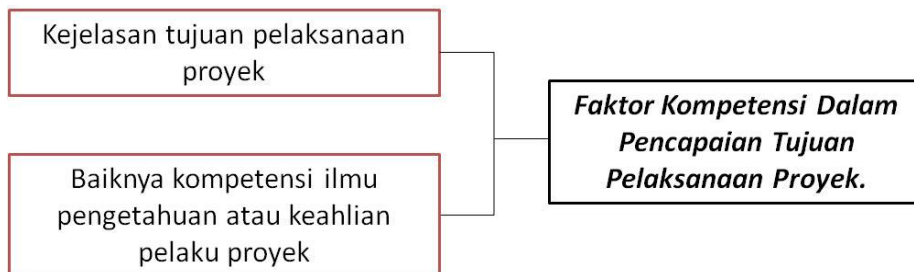 Kejelasan tujuan pelaksanaan
proyek
Baiknya kompetensi ilmu
pengetahuan atau keahlian
pelaku proyek
Faktor Kompetensi Dalam
Pencapaian Tujuan
Pelaksanaan Proyek.